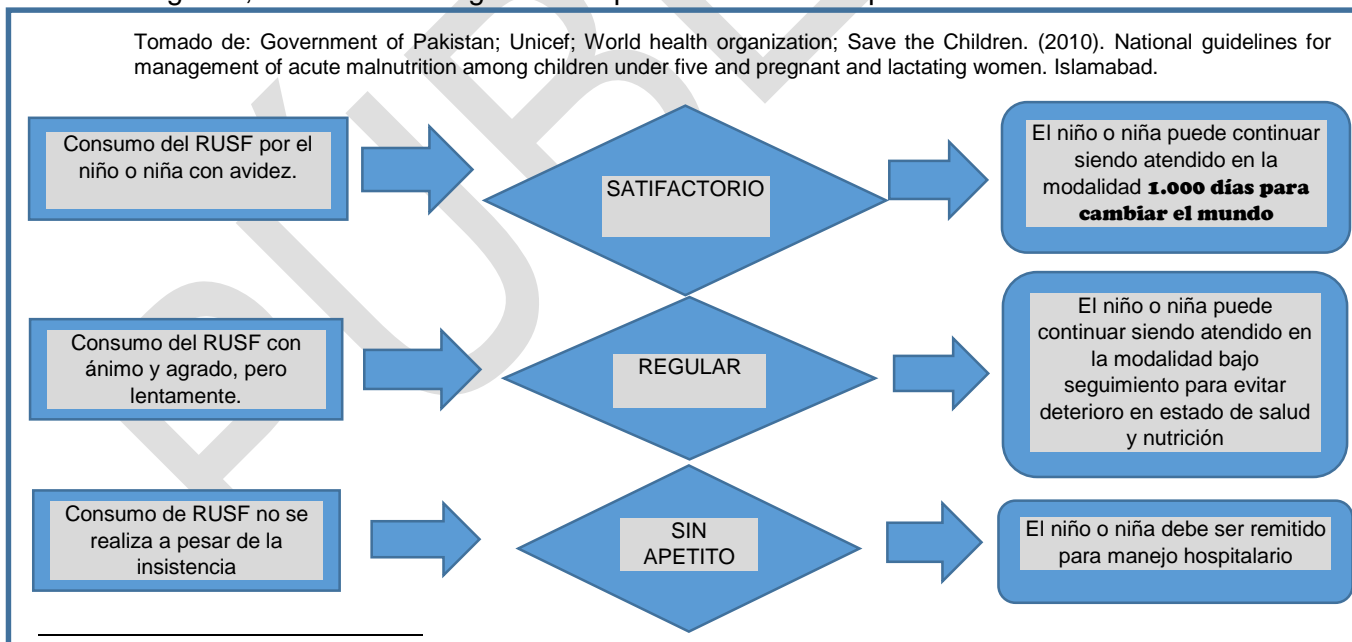 Tomado de: Government of Pakistan; Unicef; World health organization; Save the Children. (2010). National guidelines for
management of acute malnutrition among children under five and pregnant and lactating women. Islamabad.
Consumo del RUSF por el
niño o niña con avidez.
SATIFACTORIO
El niño o niña puede continuar
siendo atendido en la
modalidad 1.000 días para
cambiar el mundo
Consumo del RUSF con
ánimo y agrado, pero
lentamente.
REGULAR
El niño o niña puede
continuar siendo atendido en
la modalidad bajo
seguimiento para evitar
deterioro en estado de salud
y nutrición
Consumo de RUSF no se
realiza a pesar de la
insistencia
SIN
APETITO
El niño o niña debe ser remitido
para manejo hospitalario